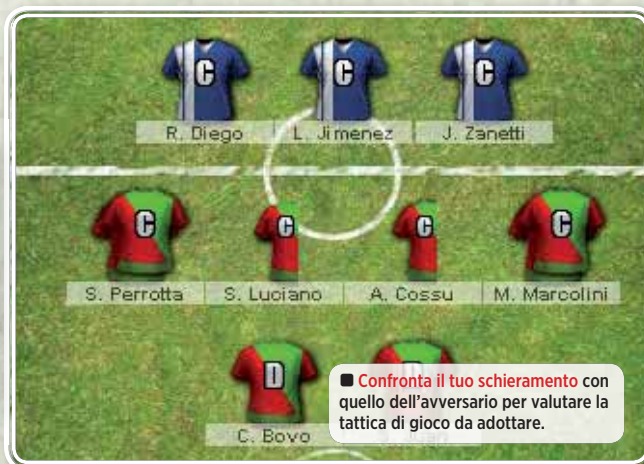 C C C
R. Diego L. Jimenez J. Zanetti
C C C C
S. Perrotta S. Luciano A. Cossu M. Marcolini
D
C. Bovo
■ Confronta il tuo schieramento con
quello dell'avversario per valutare la
tattica di gioco da adottare.